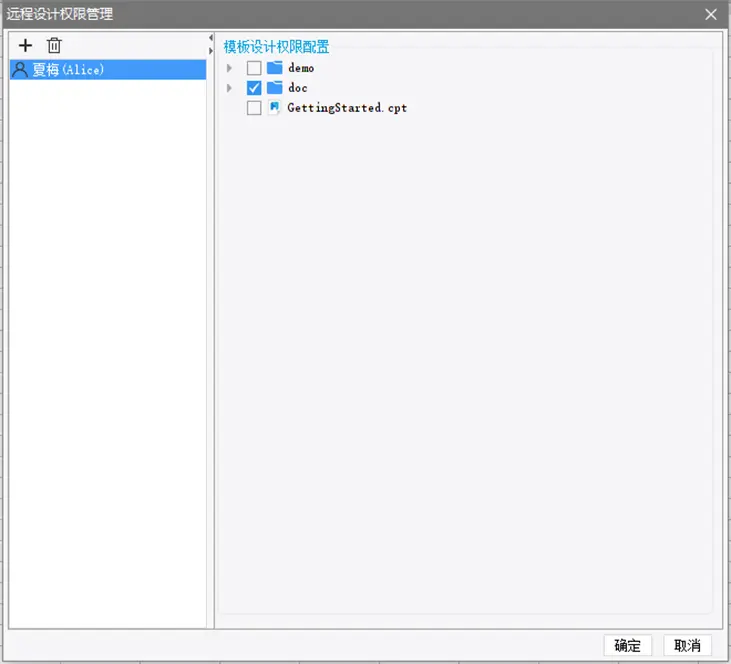 远程设计权限管理
夏梅(Alice)
模板设计权限配置
demo
doc
GettingStarted.cpt
确定
取消